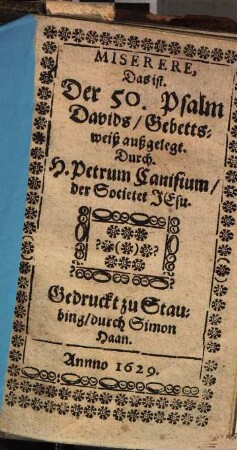 MISERERE,
Das ist.
Der 50. Psalm
Davids / Gebetts-
weiß außgelegt.
Durch.
H. Petrum Canisium /
der Societet JEsu.
Gedruckt zu Strau-
bing / durch Simon
Haan.
Annno 1629.